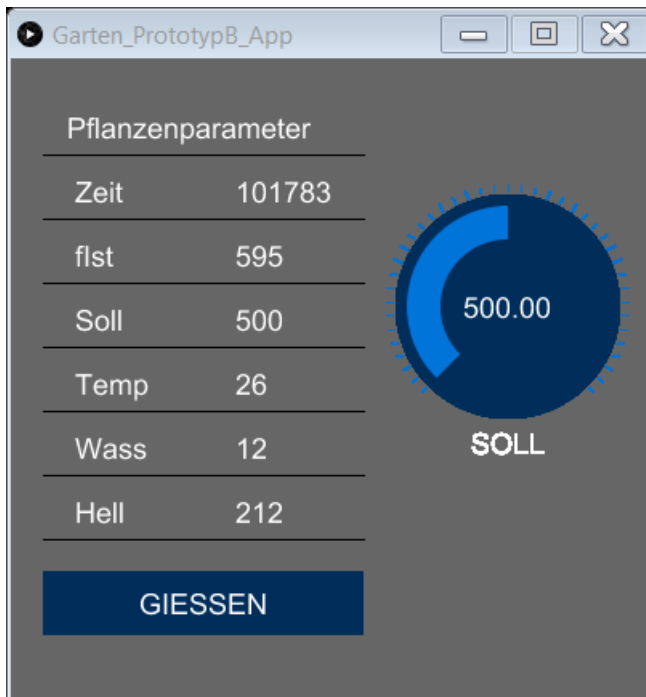 Garten_PrototypB_App
Pflanzenparameter
Zeit 101783
fIst 595
Soll 500
Temp 26
Wass 12
Hell 212
GIESSEN
500.00
SOLL